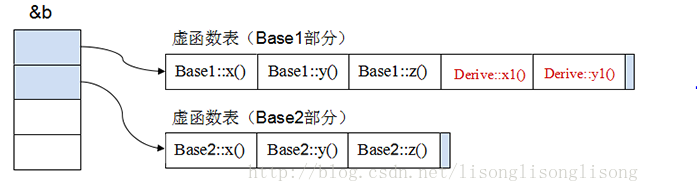 &b
虚函数表（Base1部分）
Base1::x() Base1::y() Base1::z() Derive::x1() Derive::y1()
虚函数表（Base2部分）
Base2::x() Base2::y() Base2::z()
http://blog.csdn.net/lisonglisonglisong